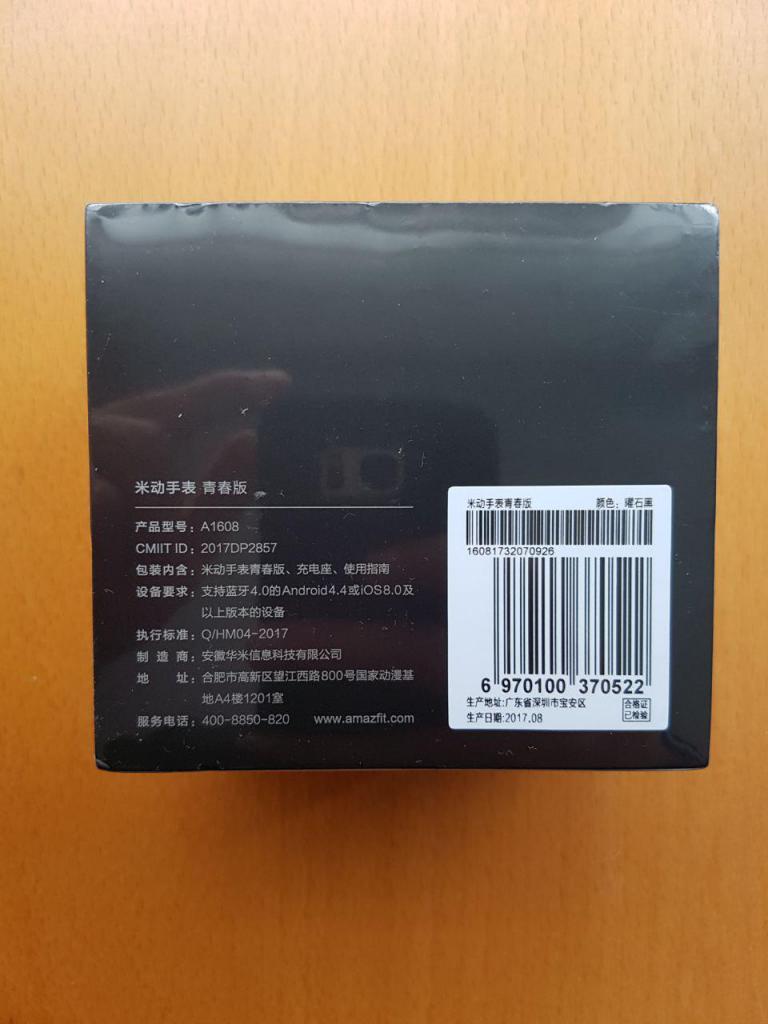 米动手表 青春版
产品型号：A1608
CMIIT ID：2017DP2857
包装内含：米动手表青春版、充电座、使用指南
设备要求：支持蓝牙4.0的Android4.4或iOS8.0及
以上版本的设备
执行标准：Q/HM04-2017
制 造 商：安徽华米信息科技有限公司
地 址：合肥市高新区望江西路800号国家动漫基
地A4楼1201室
服务电话：400-8850-820 www.amazfit.com
米动手表青春版 颜色：曜石黑
16081732070926
6 970100 370522
生产地址:广东省深圳市宝安区
生产日期:2017.08
合格证
已检验